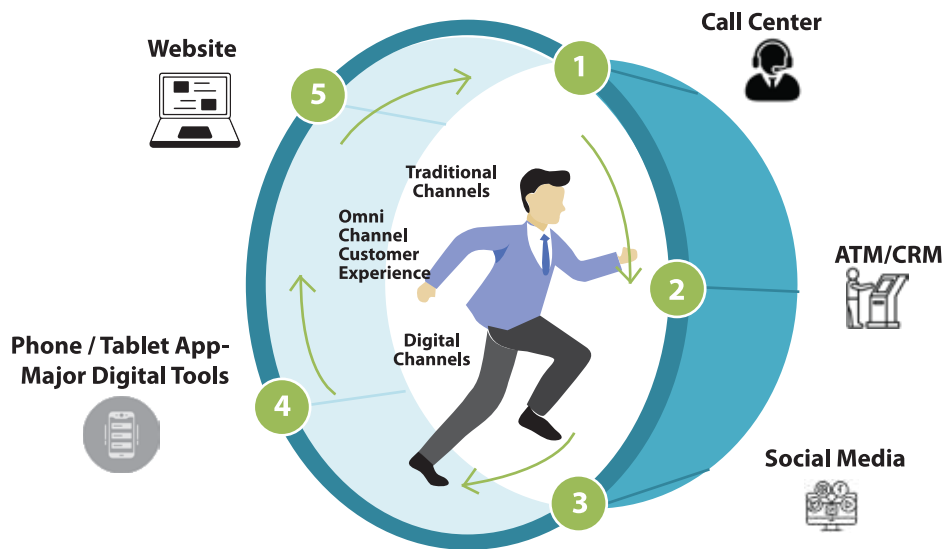 Call Center
Website
1
5
Traditional
Channels
Omni
Channel
Customer
Experience
ATM/CRM
2
Digital
Channels
Phone / Tablet App-
Major Digital Tools
4
Social Media
3